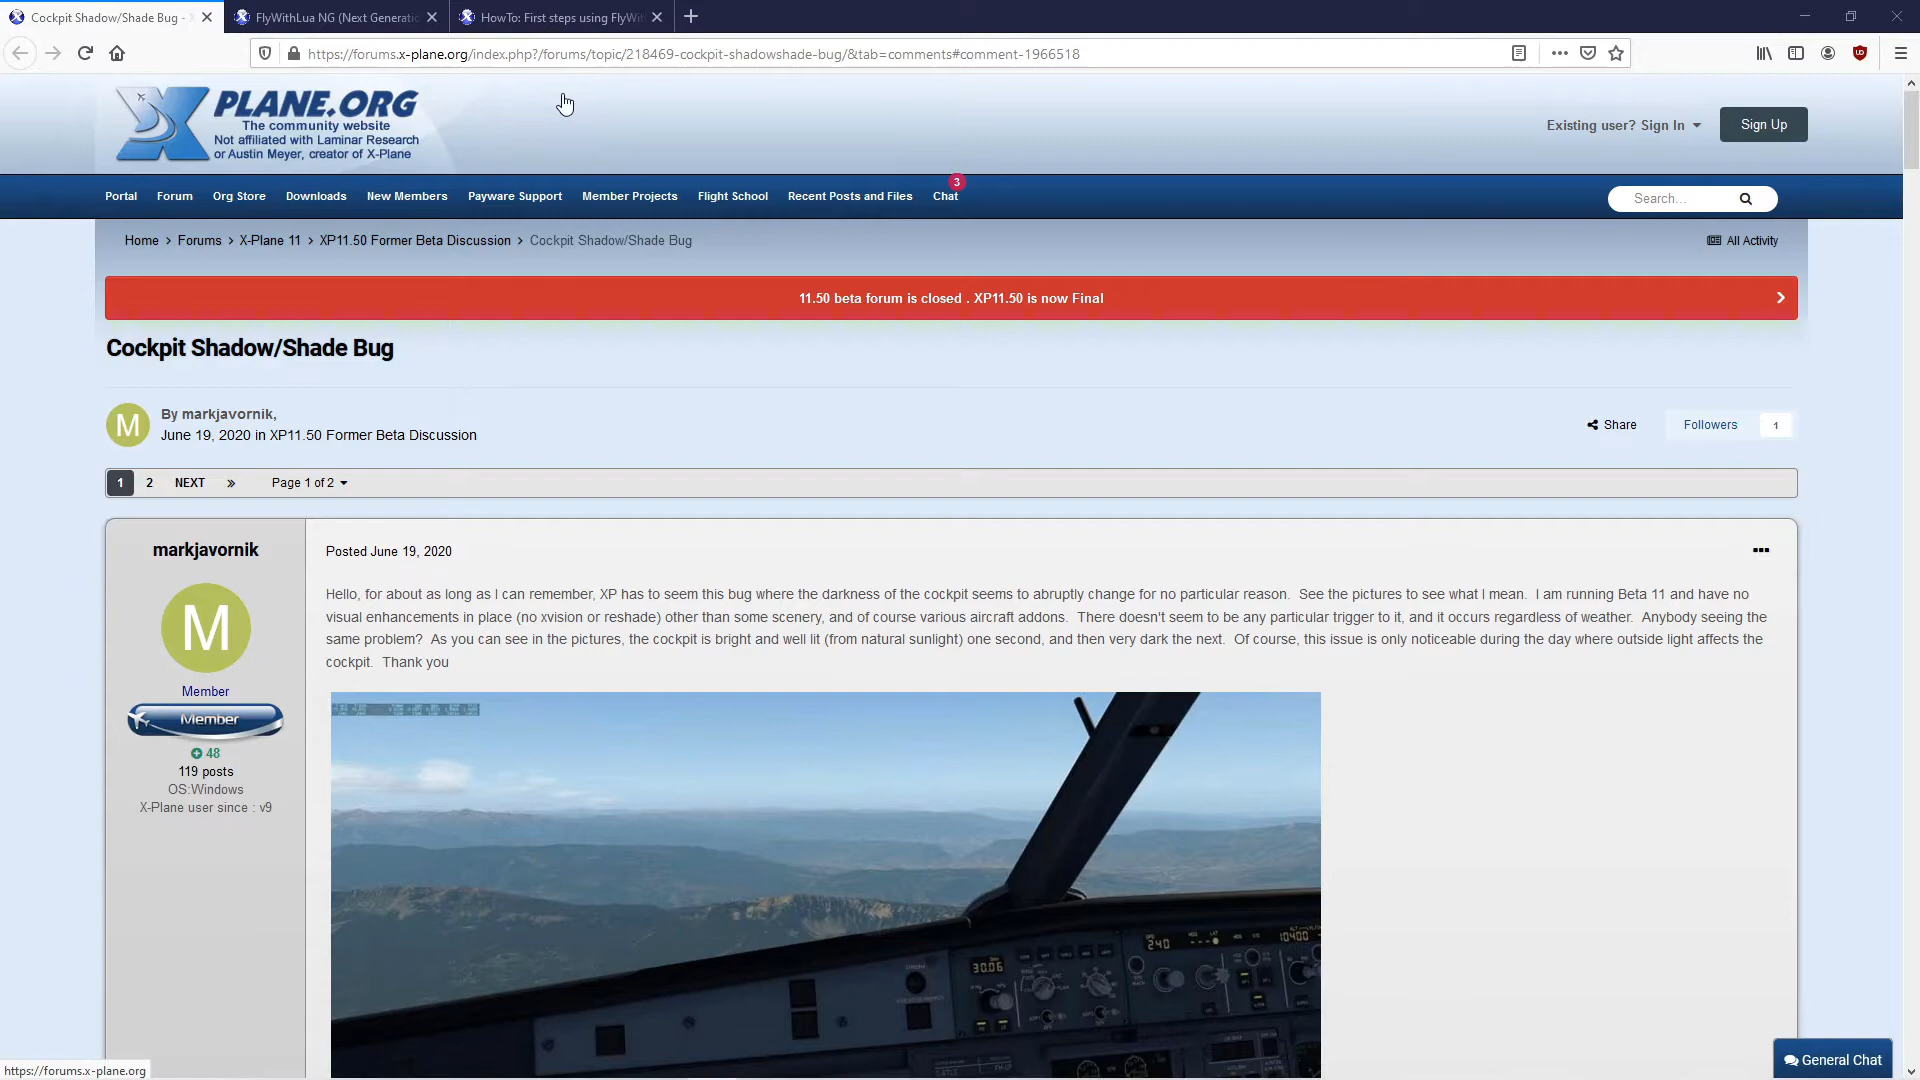 Cockpit Shadow/Shade Bug - X
FlyWithLua NG (Next Generatio
HowTo: First steps using FlyWit
https://forums.x-plane.org/index.php?/forums/topic/218469-cockpit-shadowshade-bug/&tab=comments#comment-1966518
PLANE.ORG
The community website
Not affiliated with Laminar Research
or Austin Meyer, creator of X-Plane
Existing user? Sign In
Sign Up
Portal
Forum
Org Store
Downloads
New Members
Payware Support
Member Projects
Flight School
Recent Posts and Files
Chat
3
Search...
Home > Forums > X-Plane 11 > XP11.50 Former Beta Discussion > Cockpit Shadow/Shade Bug
All Activity
11.50 beta forum is closed . XP11.50 is now Final
Cockpit Shadow/Shade Bug
M
By markjavornik,
June 19, 2020 in XP11.50 Former Beta Discussion
Share
Followers
1
1 2 NEXT » Page 1 of 2
markjavornik
M
Member
Member
48
119 posts
OS:Windows
X-Plane user since : v9
Posted June 19, 2020
Hello, for about as long as I can remember, XP has to seem this bug where the darkness of the cockpit seems to abruptly change for no particular reason.  See the pictures to see what I mean.  I am running Beta 11 and have no
visual enhancements in place (no xvision or reshade) other than some scenery, and of course various aircraft addons.  There doesn't seem to be any particular trigger to it, and it occurs regardless of weather.  Anybody seeing the
same problem?  As you can see in the pictures, the cockpit is bright and well lit (from natural sunlight) one second, and then very dark the next.  Of course, this issue is only noticeable during the day where outside light affects the
cockpit.  Thank you
30.06
240
10400
General Chat
https://forums.x-plane.org